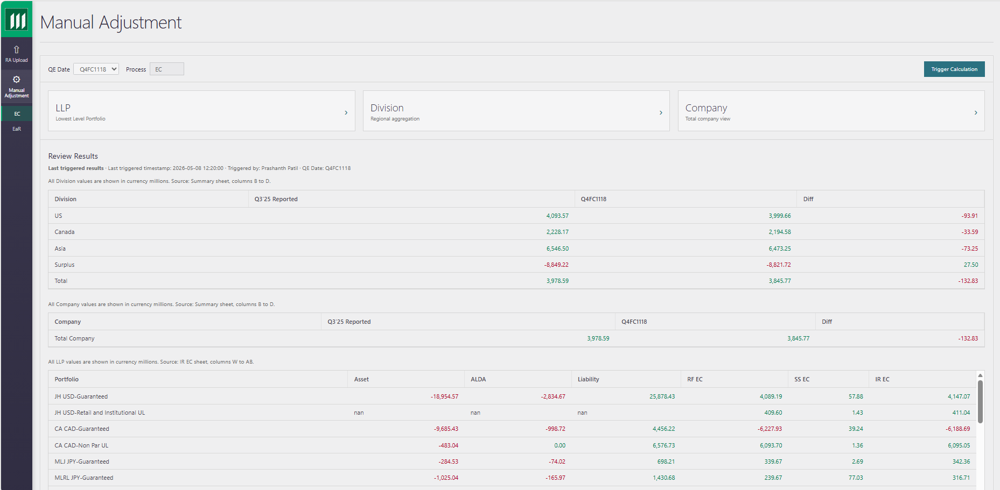 Manual Adjustment
RA Upload
Manual
Adjustment
EC
EaR
QE Date Q4FC1118 Process EC Trigger Calculation
LLP
Lowest Level Portfolio
›
Division
Regional aggregation
›
Company
Total company view
›
Review Results
Last triggered results · Last triggered timestamp: 2026-05-08 12:20:00 · Triggered by: Prashanth Patil · QE Date: Q4FC1118
All Division values are shown in currency millions. Source: Summary sheet, columns B to D.
Division Q3'25 Reported Q4FC1118 Diff
US 4,093.57 3,999.66 -93.91
Canada 2,228.17 2,194.58 -33.59
Asia 6,546.50 6,473.25 -73.25
Surplus -8,849.22 -8,821.72 27.50
Total 3,978.59 3,845.77 -132.83
All Company values are shown in currency millions. Source: Summary sheet, columns B to D.
Company Q3'25 Reported Q4FC1118 Diff
Total Company 3,978.59 3,845.77 -132.83
All LLP values are shown in currency millions. Source: IR EC sheet, columns W to AB.
Portfolio Asset ALDA Liability RF EC SS EC IR EC
JH USD-Guaranteed -18,954.57 -2,834.67 25,878.43 4,089.19 57.88 4,147.07
JH USD-Retail and Institutional UL nan nan nan 409.60 1.43 411.04
CA CAD-Guaranteed -9,685.43 -998.72 4,456.22 -6,227.93 39.24 -6,188.69
CA CAD-Non Par UL -483.04 0.00 6,576.73 6,093.70 1.36 6,095.05
MLJ JPY-Guaranteed -284.53 -74.02 698.21 339.67 2.69 342.36
MLRL JPY-Guaranteed -1,025.04 -165.97 1,430.68 239.67 77.03 316.71